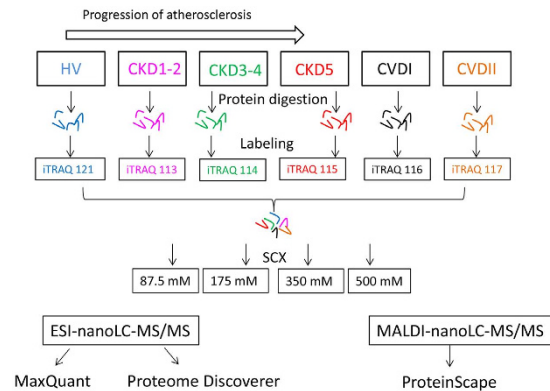 Progression of atherosclerosis
HV CKD1-2 CKD3-4 CKD5 CVDI CVDII
Protein digestion
Labeling
iTRAQ 121 iTRAQ 113 iTRAQ 114 iTRAQ 115 iTRAQ 116 iTRAQ 117
SCX
87.5 mM 175 mM 350 mM 500 mM
ESI-nanoLC-MS/MS MALDI-nanoLC-MS/MS
MaxQuant Proteome Discoverer ProteinScape